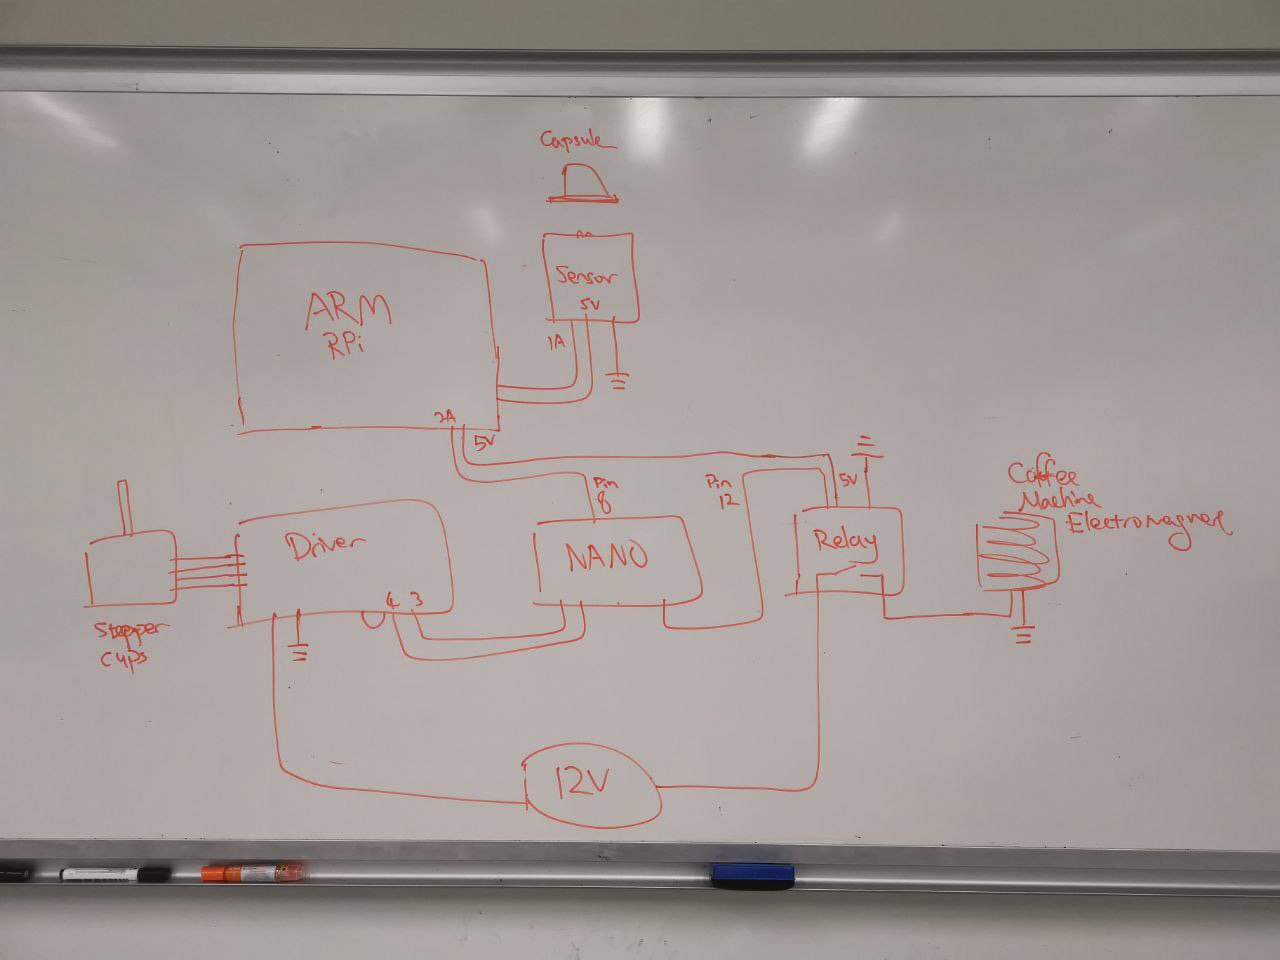 Capsule
Sensor
5V
1A
ARM
RPi
2A
5V
Pin
8
Pin
12
5V
Coffee
Machine
Electromagnet
Driver
4 3
NANO
Relay
Stepper
Cups
12V